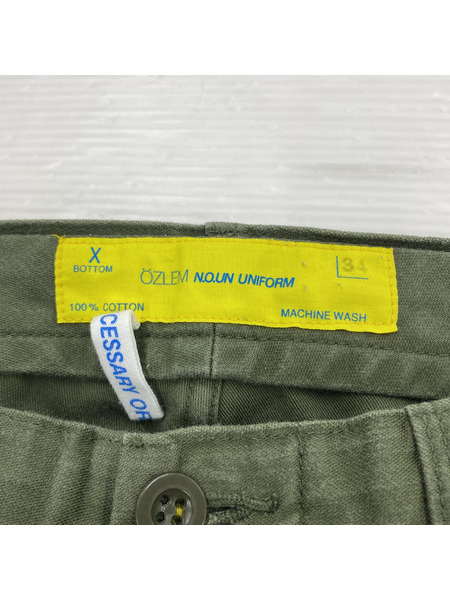 X
BOTTOM
ÖZLEM N.O.UN UNIFORM
34
100% COTTON
MACHINE WASH
CESSARY OR